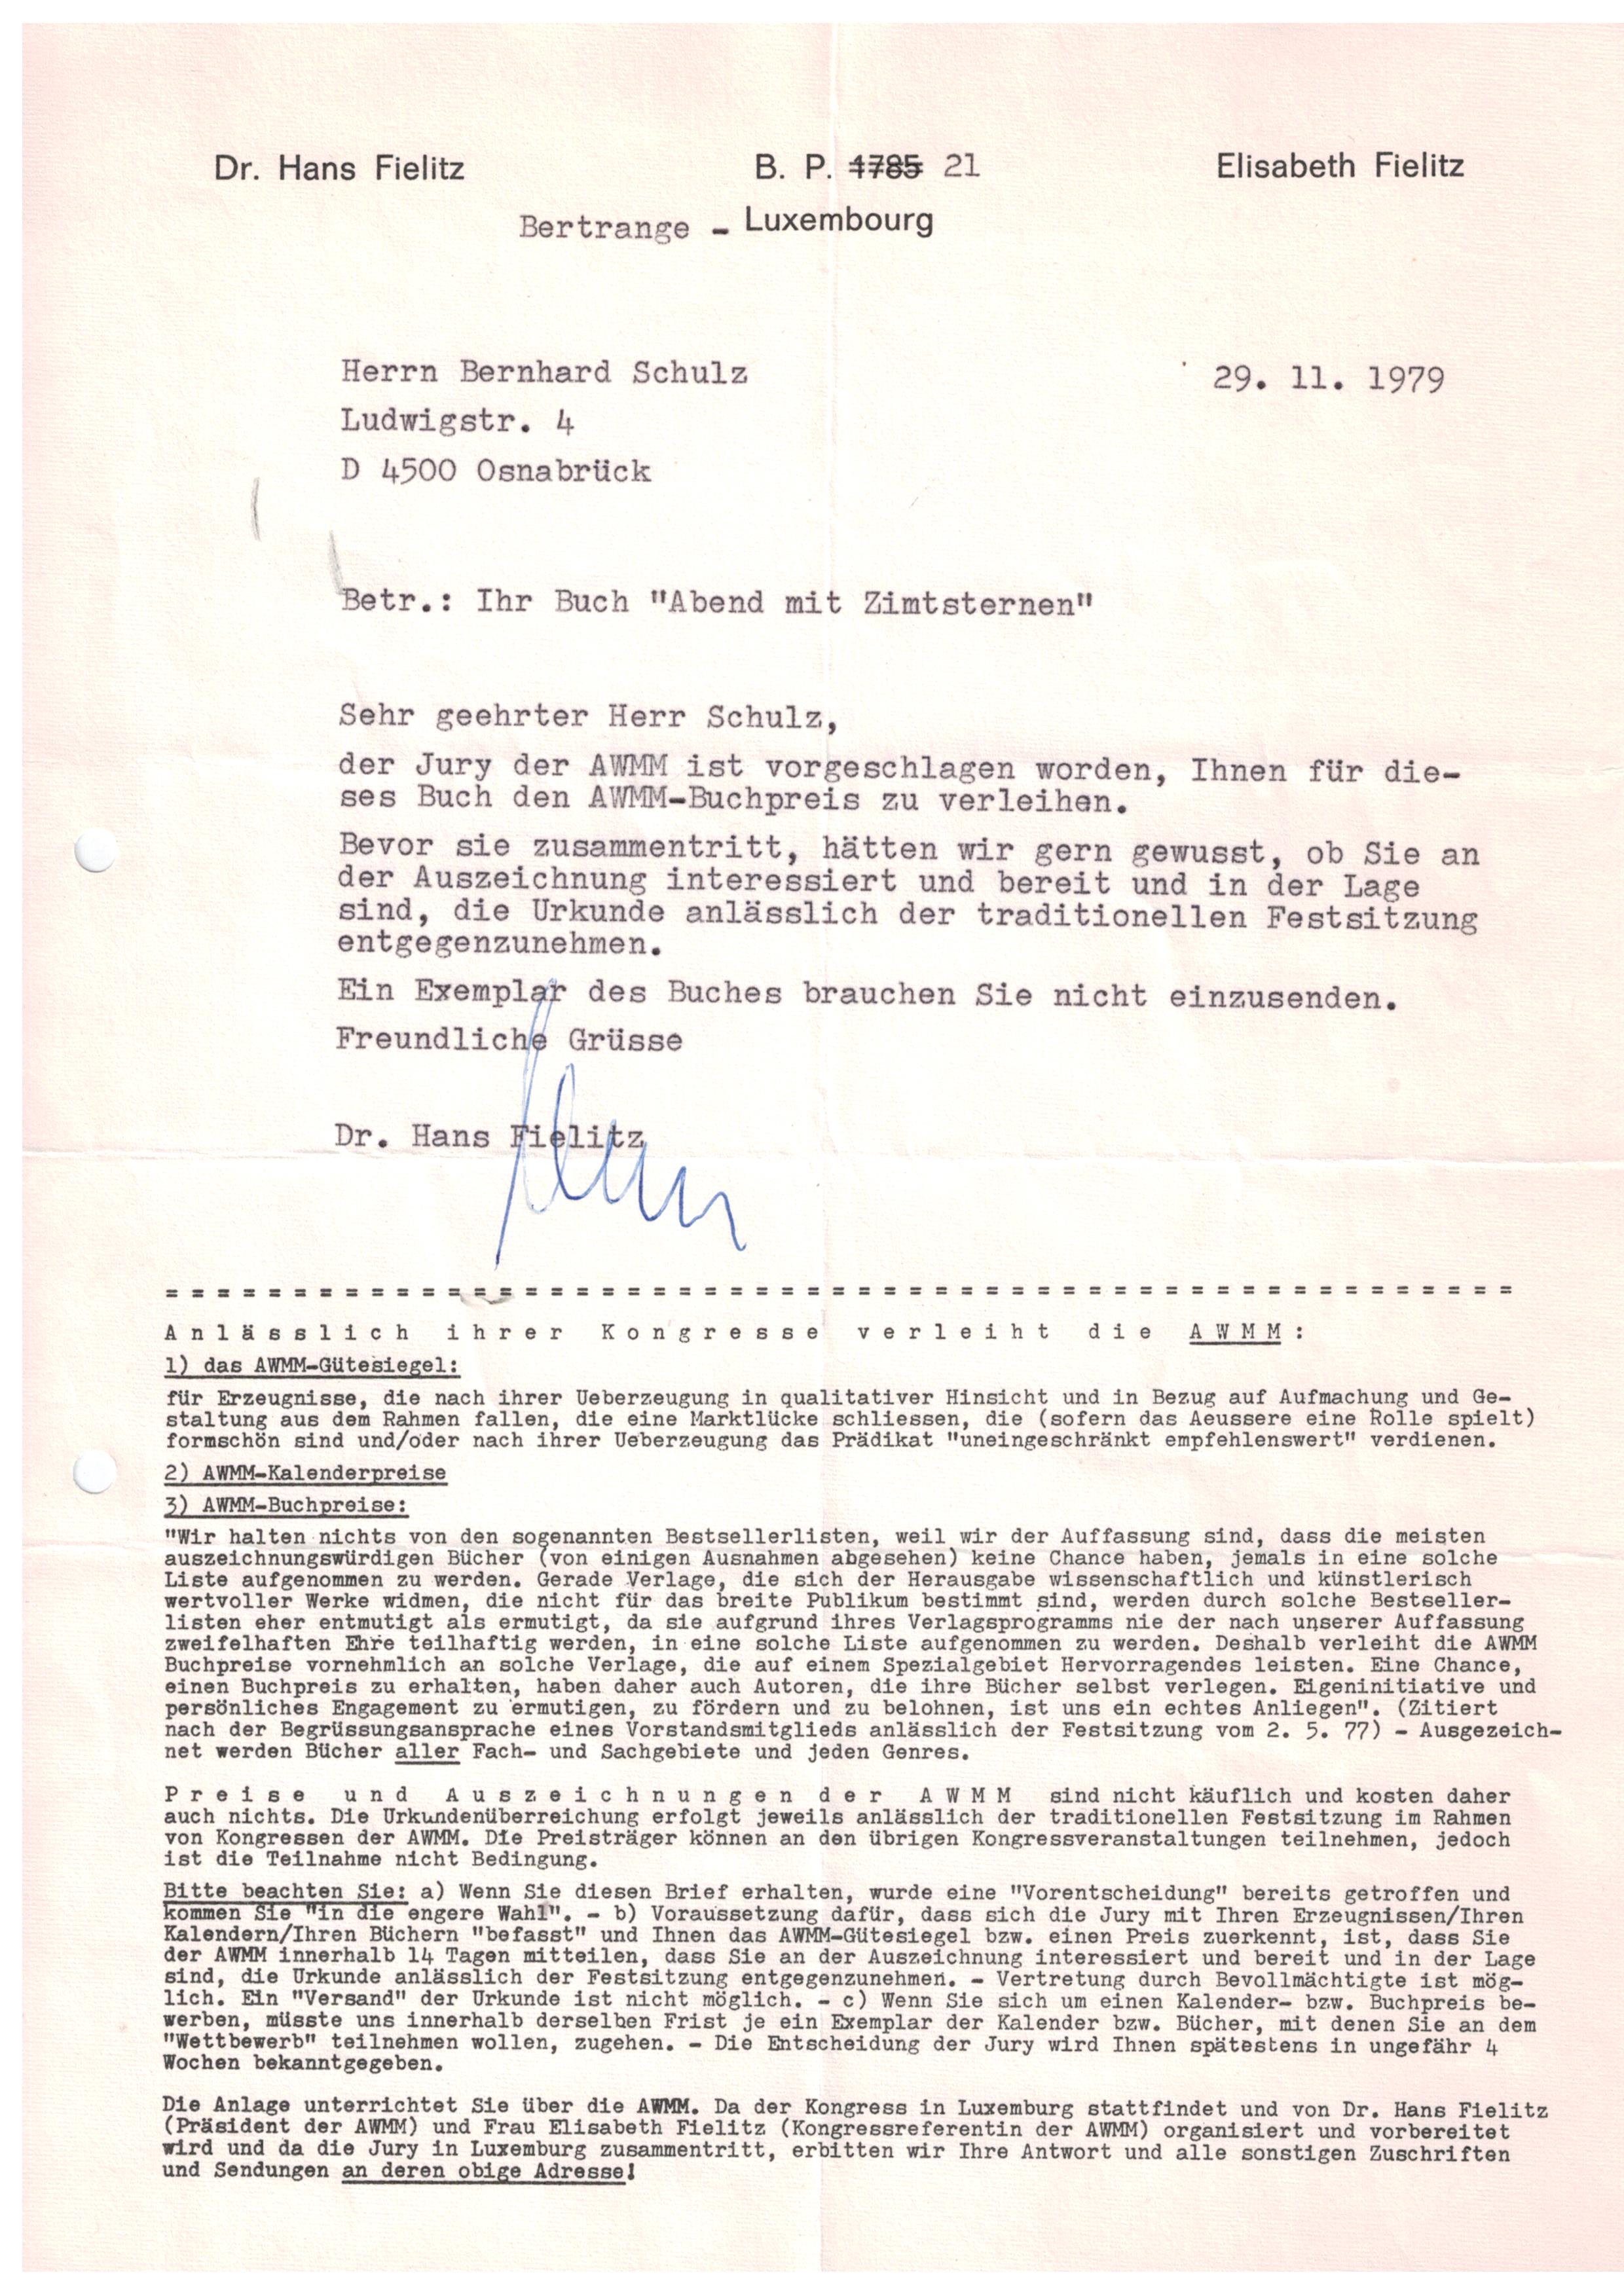 Dr. Hans Fielitz B. P. 1785 21 Elisabeth Fielitz
Bertrange - Luxembourg
Herrn Bernhard Schulz 29. 11. 1979
Ludwigstr. 4
D 4500 Osnabrück
Betr.: Ihr Buch "Abend mit Zimtsternen"
Sehr geehrter Herr Schulz,
der Jury der AWMM ist vorgeschlagen worden, Ihnen für die-
ses Buch den AWMM-Buchpreis zu verleihen.
Bevor sie zusammentritt, hätten wir gern gewusst, ob Sie an
der Auszeichnung interessiert und bereit und in der Lage
sind, die Urkunde anlässlich der traditionellen Festsitzung
entgegenzunehmen.
Ein Exemplar des Buches brauchen Sie nicht einzusenden.
Freundliche Grüsse
Dr. Hans Fielitz
= = = = = = = = = = = = = = = = = = = = = = = = = = = = = = = = = = = = = = = = = = = = = = = = = = = = =
A n l ä s s l i c h   i h r e r   K o n g r e s s e   v e r l e i h t   d i e   A W M M :
1) das AWMM-Gütesiegel:
für Erzeugnisse, die nach ihrer Ueberzeugung in qualitativer Hinsicht und in Bezug auf Aufmachung und Ge-
staltung aus dem Rahmen fallen, die eine Marktlücke schliessen, die (sofern das Aeussere eine Rolle spielt)
formschön sind und/oder nach ihrer Ueberzeugung das Prädikat "uneingeschränkt empfehlenswert" verdienen.
2) AWMM-Kalenderpreise
3) AWMM-Buchpreise:
"Wir halten nichts von den sogenannten Bestsellerlisten, weil wir der Auffassung sind, dass die meisten
auszeichnungswürdigen Bücher (von einigen Ausnahmen abgesehen) keine Chance haben, jemals in eine solche
Liste aufgenommen zu werden. Gerade Verlage, die sich der Herausgabe wissenschaftlich und künstlerisch
wertvoller Werke widmen, die nicht für das breite Publikum bestimmt sind, werden durch solche Bestseller-
listen eher entmutigt als ermutigt, da sie aufgrund ihres Verlagsprogramms nie der nach unserer Auffassung
zweifelhaften Ehre teilhaftig werden, in eine solche Liste aufgenommen zu werden. Deshalb verleiht die AWMM
Buchpreise vornehmlich an solche Verlage, die auf einem Spezialgebiet Hervorragendes leisten. Eine Chance,
einen Buchpreis zu erhalten, haben daher auch Autoren, die ihre Bücher selbst verlegen. Eigeninitiative und
persönliches Engagement zu ermutigen, zu fördern und zu belohnen, ist uns ein echtes Anliegen". (Zitiert
nach der Begrüssungsansprache eines Vorstandsmitglieds anlässlich der Festsitzung vom 2. 5. 77) - Ausgezeich-
net werden Bücher aller Fach- und Sachgebiete und jeden Genres.
P r e i s e   u n d   A u s z e i c h n u n g e n   d e r   A W M M   sind nicht käuflich und kosten daher
auch nichts. Die Urkundenüberreichung erfolgt jeweils anlässlich der traditionellen Festsitzung im Rahmen
von Kongressen der AWMM. Die Preisträger können an den übrigen Kongressveranstaltungen teilnehmen, jedoch
ist die Teilnahme nicht Bedingung.
Bitte beachten Sie: a) Wenn Sie diesen Brief erhalten, wurde eine "Vorentscheidung" bereits getroffen und
kommen Sie "in die engere Wahl". - b) Voraussetzung dafür, dass sich die Jury mit Ihren Erzeugnissen/Ihren
Kalendern/Ihren Büchern "befasst" und Ihnen das AWMM-Gütesiegel bzw. einen Preis zuerkennt, ist, dass Sie
der AWMM innerhalb 14 Tagen mitteilen, dass Sie an der Auszeichnung interessiert und bereit und in der Lage
sind, die Urkunde anlässlich der Festsitzung entgegenzunehmen. - Vertretung durch Bevollmächtigte ist mög-
lich. Ein "Versand" der Urkunde ist nicht möglich. - c) Wenn Sie sich um einen Kalender- bzw. Buchpreis be-
werben, müsste uns innerhalb derselben Frist je ein Exemplar der Kalender bzw. Bücher, mit denen Sie an dem
"Wettbewerb" teilnehmen wollen, zugehen. - Die Entscheidung der Jury wird Ihnen spätestens in ungefähr 4
Wochen bekanntgegeben.
Die Anlage unterrichtet Sie über die AWMM. Da der Kongress in Luxemburg stattfindet und von Dr. Hans Fielitz
(Präsident der AWMM) und Frau Elisabeth Fielitz (Kongressreferentin der AWMM) organisiert und vorbereitet
wird und da die Jury in Luxemburg zusammentritt, erbitten wir Ihre Antwort und alle sonstigen Zuschriften
und Sendungen an deren obige Adresse!